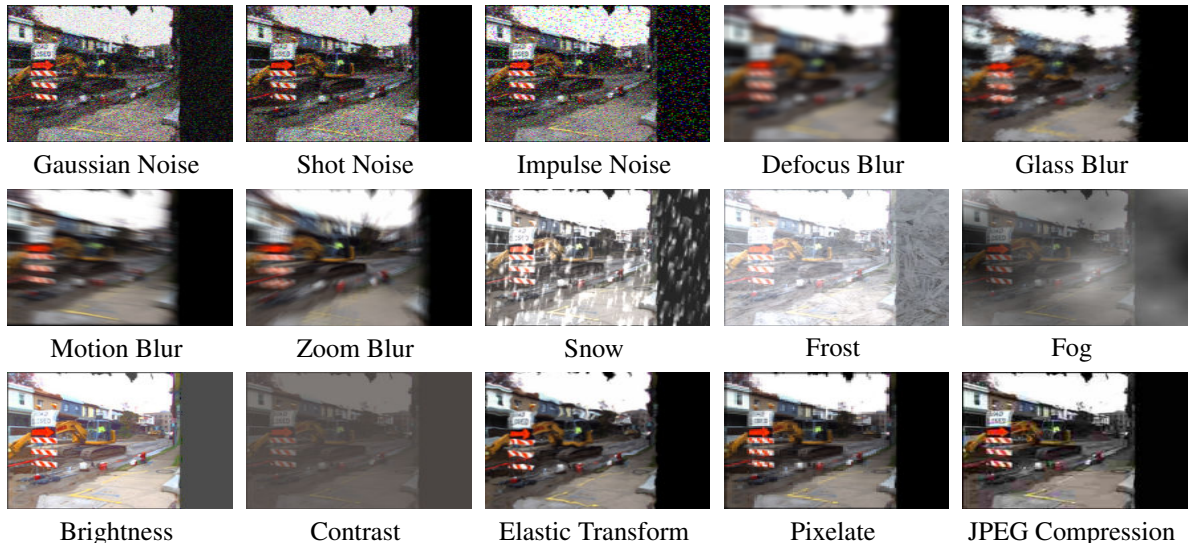 Gaussian Noise
Shot Noise
Impulse Noise
Defocus Blur
Glass Blur
Motion Blur
Zoom Blur
Snow
Frost
Fog
Brightness
Contrast
Elastic Transform
Pixelate
JPEG Compression